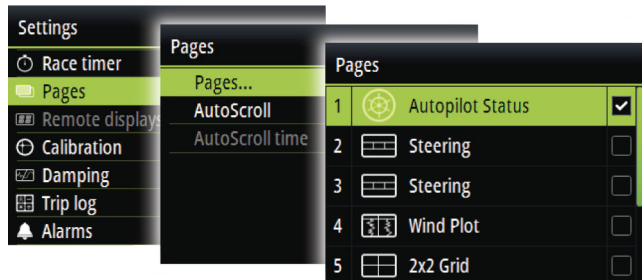 Settings
Race timer
Pages
Remote displays
Calibration
Damping
Trip log
Alarms
Pages
Pages...
AutoScroll
AutoScroll time
Pages
1 Autopilot Status
2 Steering
3 Steering
4 Wind Plot
5 2x2 Grid